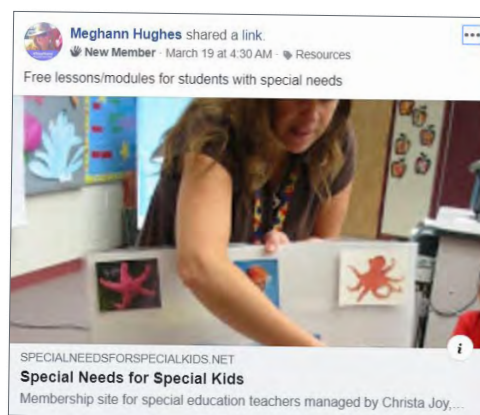 Meghann Hughes shared a link.
New Member · March 19 at 4:30 AM · Resources
Free lessons/modules for students with special needs
i
SPECIALNEEDSFORSPECIALKIDS.NET
Special Needs for Special Kids
Membership site for special education teachers managed by Christa Joy,...